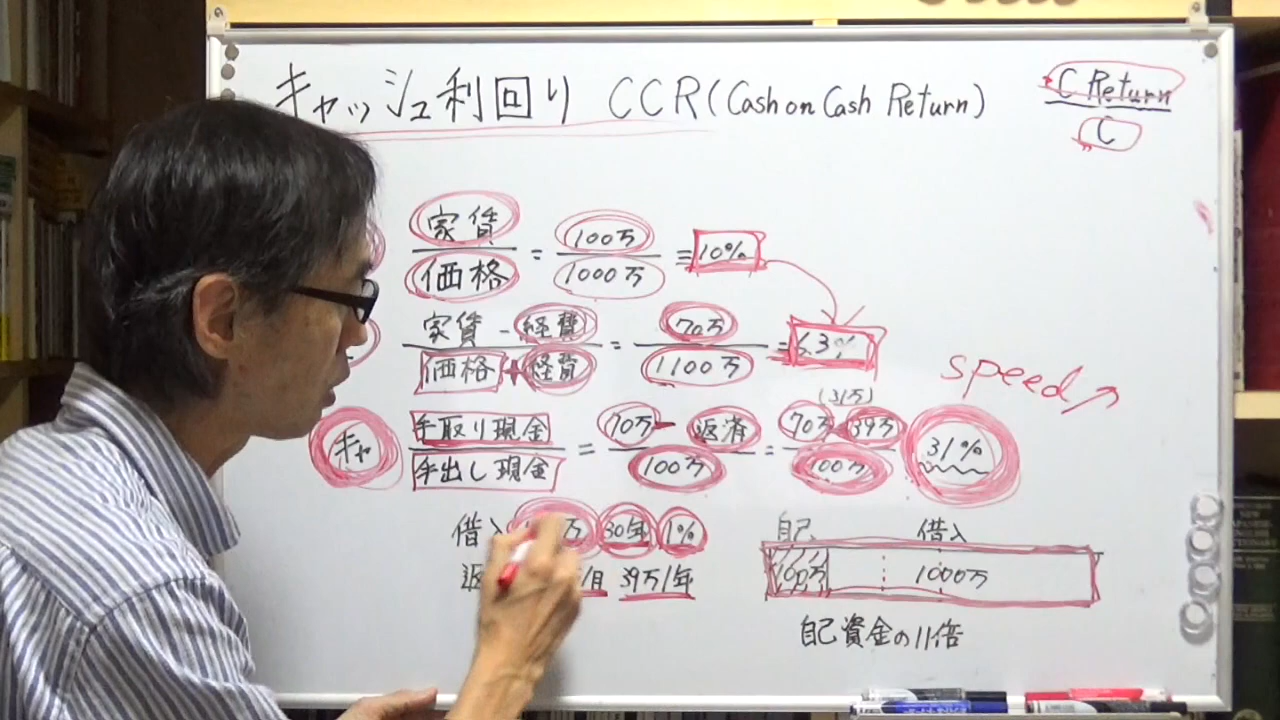 キャッシュ利回り CCR(Cash on Cash Return)
C Return
C
家賃
価格
= 100万
1000万
= 10%
家賃 - 経費
価格 + 経費
= 70万
1100万
= 6.3%
speed↗
(31万)
キャ
手取り現金
手出し現金
= 70万 - 返済
100万
= 70万 - 39万
100万
31%
借入 万 30年 1%
返 /月 39万/年
自己 借入
100万 1000万
自己資金の11倍